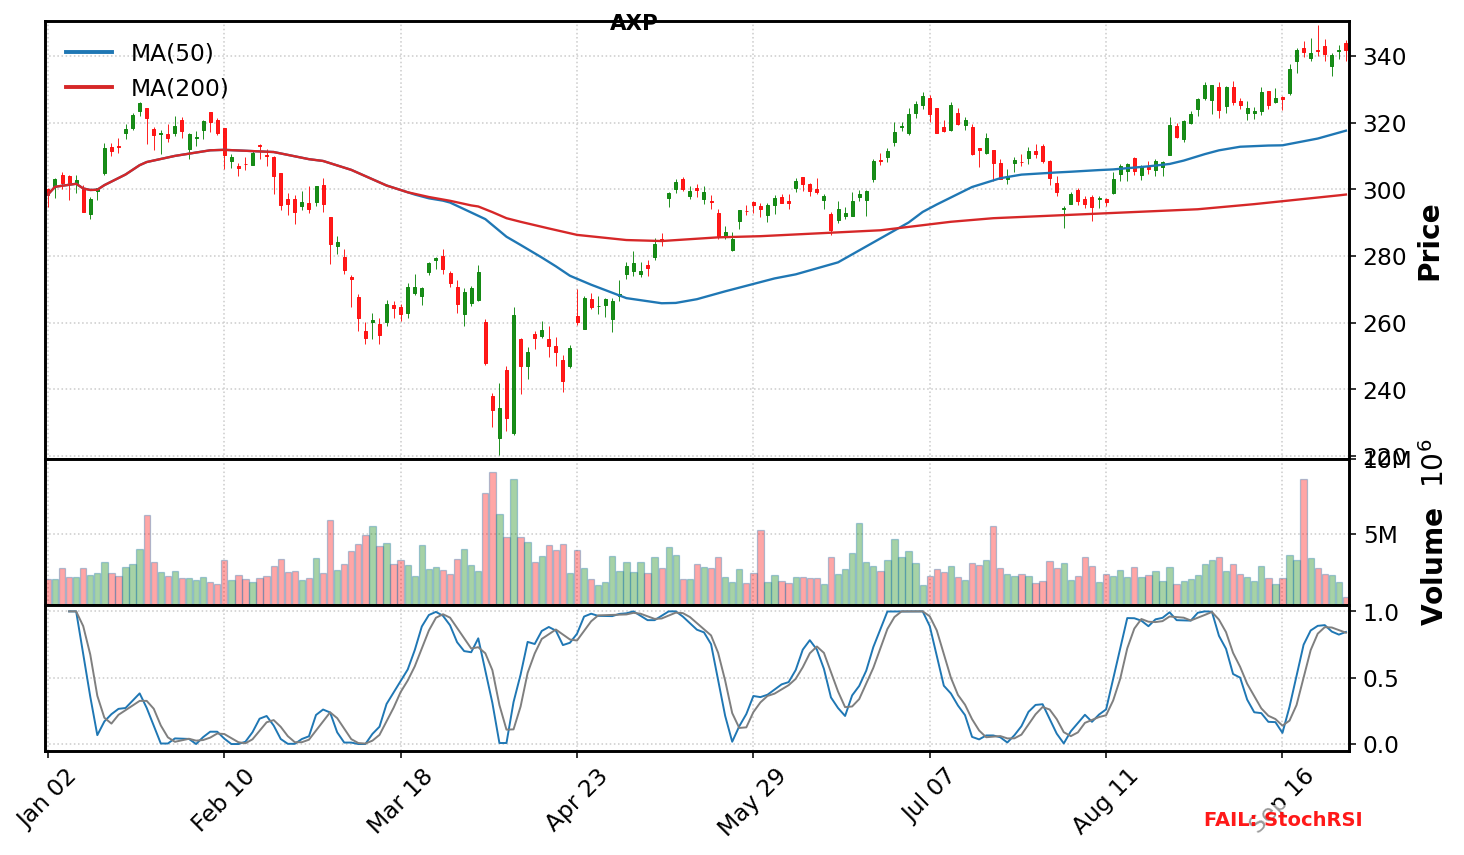 AXP
MA(50)
MA(200)
340
320
300
280
260
240
220
Price
10M
5M
Volume 10^6
1.0
0.5
0.0
Jan 02
Feb 10
Mar 18
Apr 23
May 29
Jul 07
Aug 11
Sep 16
FAIL: StochRSI